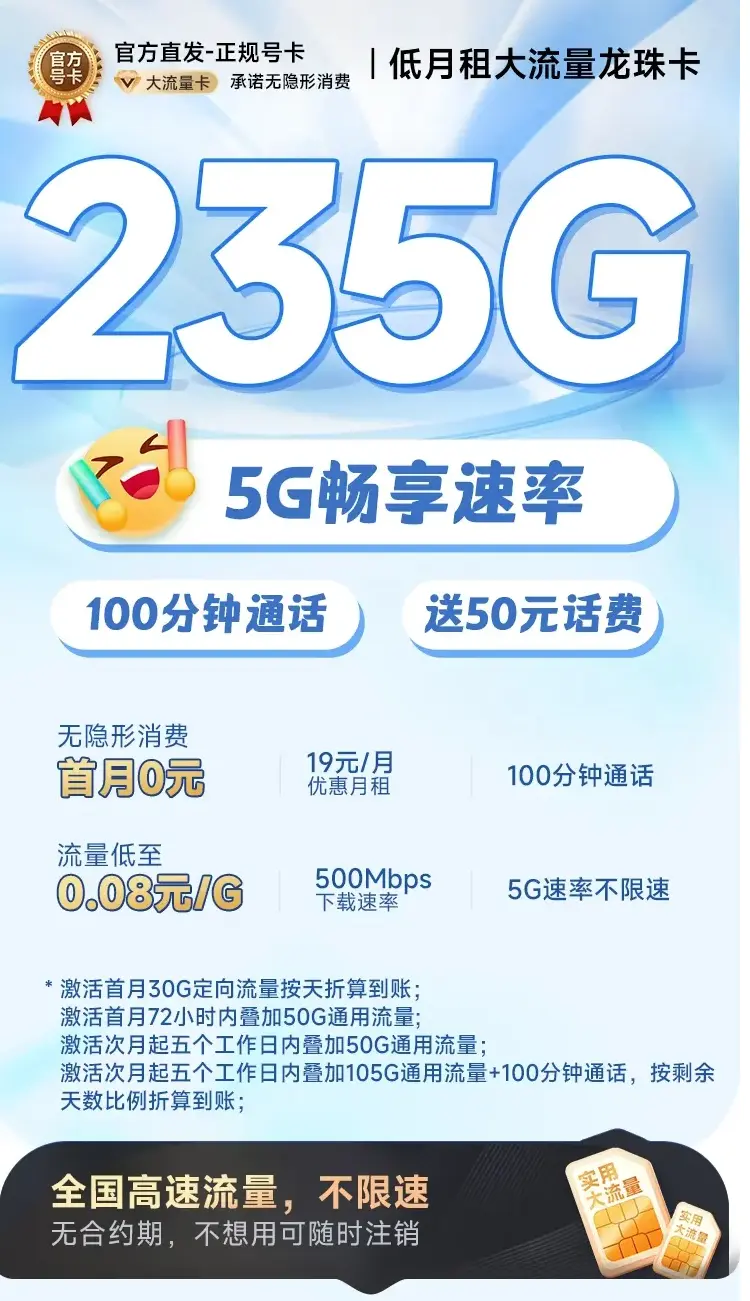 官方
号卡
官方直发-正规号卡
大流量卡 承诺无隐形消费
低月租大流量龙珠卡
235G
5G畅享速率
100分钟通话
送50元话费
无隐形消费
首月0元
19元/月
优惠月租
100分钟通话
流量低至
0.08元/G
500Mbps
下载速率
5G速率不限速
* 激活首月30G定向流量按天折算到账；
激活首月72小时内叠加50G通用流量;
激活次月起五个工作日内叠加50G通用流量；
激活次月起五个工作日内叠加105G通用流量+100分钟通话，按剩余
天数比例折算到账；
全国高速流量，不限速
无合约期，不想用可随时注销
实用
大流量
实用
大流量